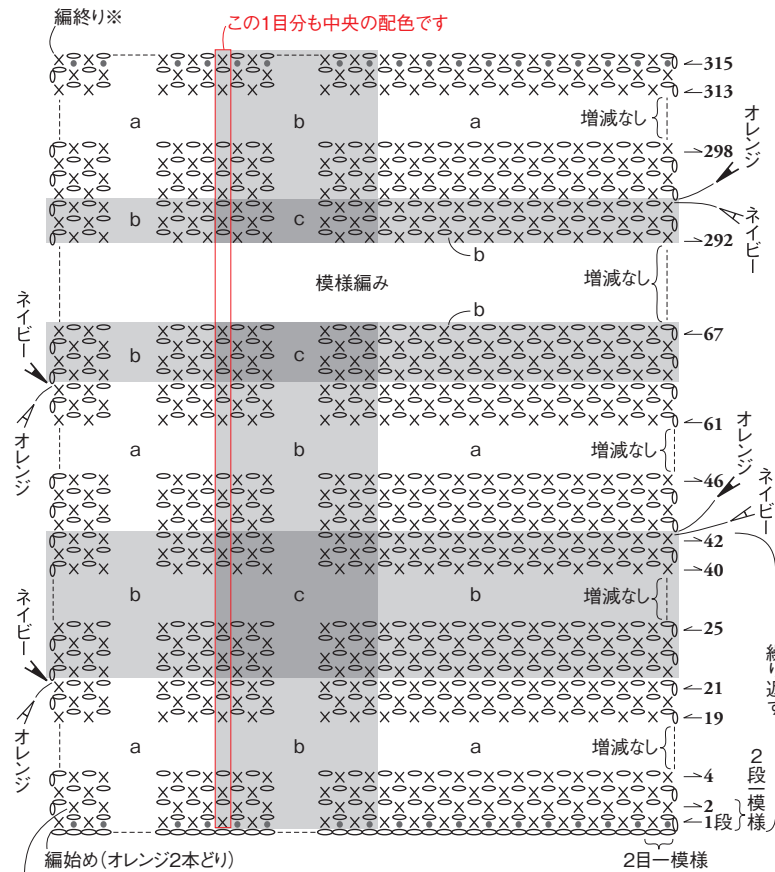 編終り※
この1目分も中央の配色です
315
313
a
b
a
増減なし
オレンジ
298
ネイビー
b
c
292
b
模様編み
増減なし
b
ネイビー
67
b
c
オレンジ
61
オレンジ
a
b
a
増減なし
ネイビー
46
42
40
b
c
b
増減なし
ネイビー
25
繰り返す
21
オレンジ
19
a
b
a
増減なし
4
2
1段
2段一模様
編始め(オレンジ2本どり)
2目一模様